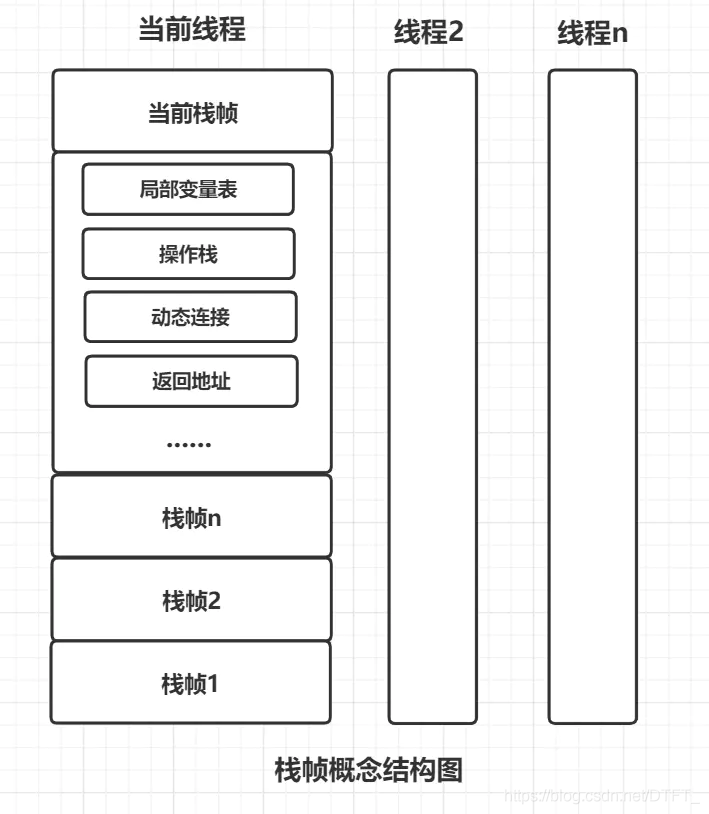 当前线程
线程2
线程n
当前栈帧
局部变量表
操作栈
动态连接
返回地址
......
栈帧n
栈帧2
栈帧1
栈帧概念结构图
https://blog.csdn.net/DTFT_